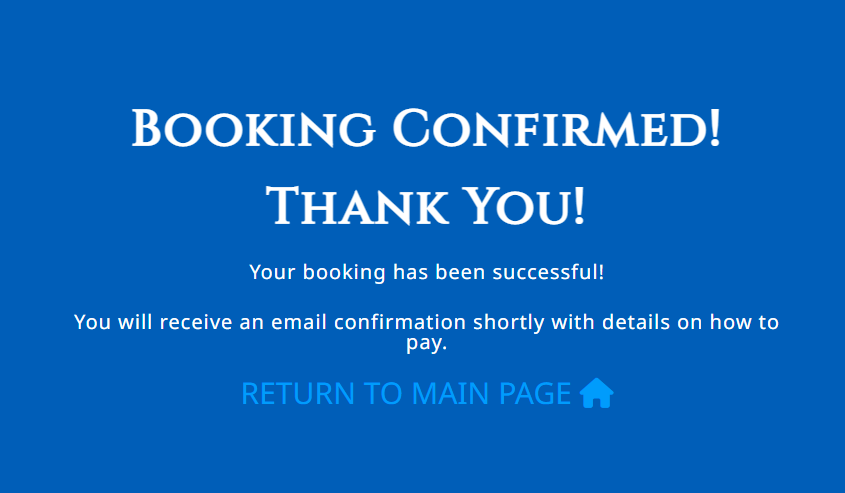 Booking Confirmed!
Thank You!
Your booking has been successful!
You will receive an email confirmation shortly with details on how to
pay.
RETURN TO MAIN PAGE